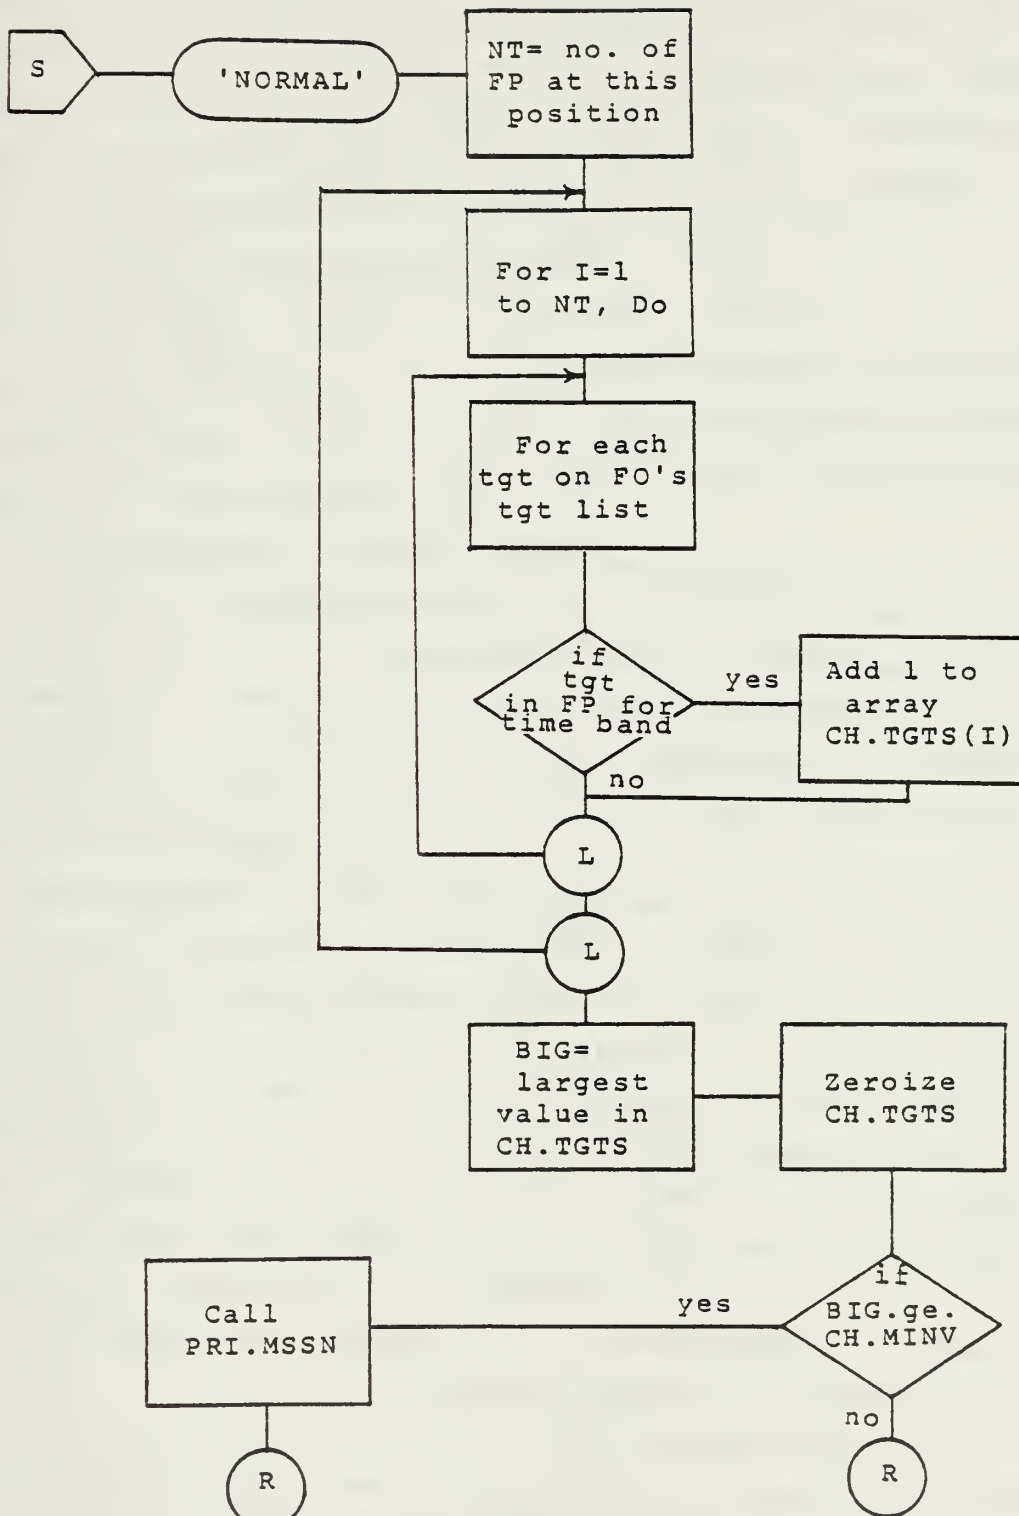 S
'NORMAL'
NT= no. of
FP at this
position
For I=1
to NT, Do
For each
tgt on FO's
tgt list
if
tgt
in FP for
time band
yes
Add 1 to
array
CH.TGTS(I)
no
L
L
BIG=
largest
value in
CH.TGTS
Zeroize
CH.TGTS
if
BIG.ge.
CH.MINV
yes
Call
PRI.MSSN
no
R
R